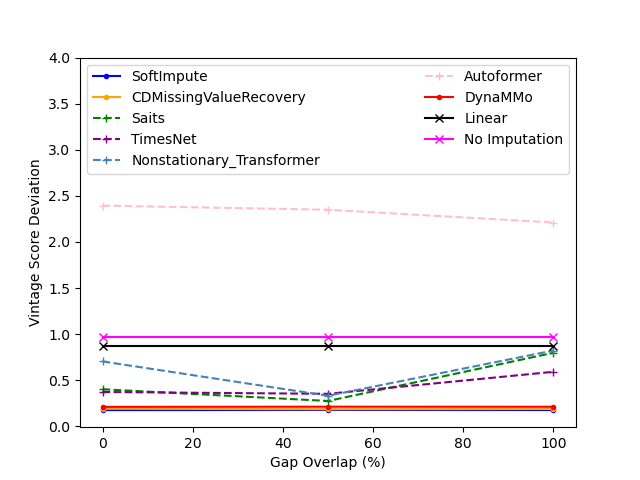 4.0
3.5
3.0
2.5
2.0
1.5
1.0
0.5
0.0
Vintage Score Deviation
SoftImpute
CDMissingValueRecovery
Saits
TimesNet
Nonstationary_Transformer
Autoformer
DynaMMo
Linear
No Imputation
0 20 40 60 80 100
Gap Overlap (%)